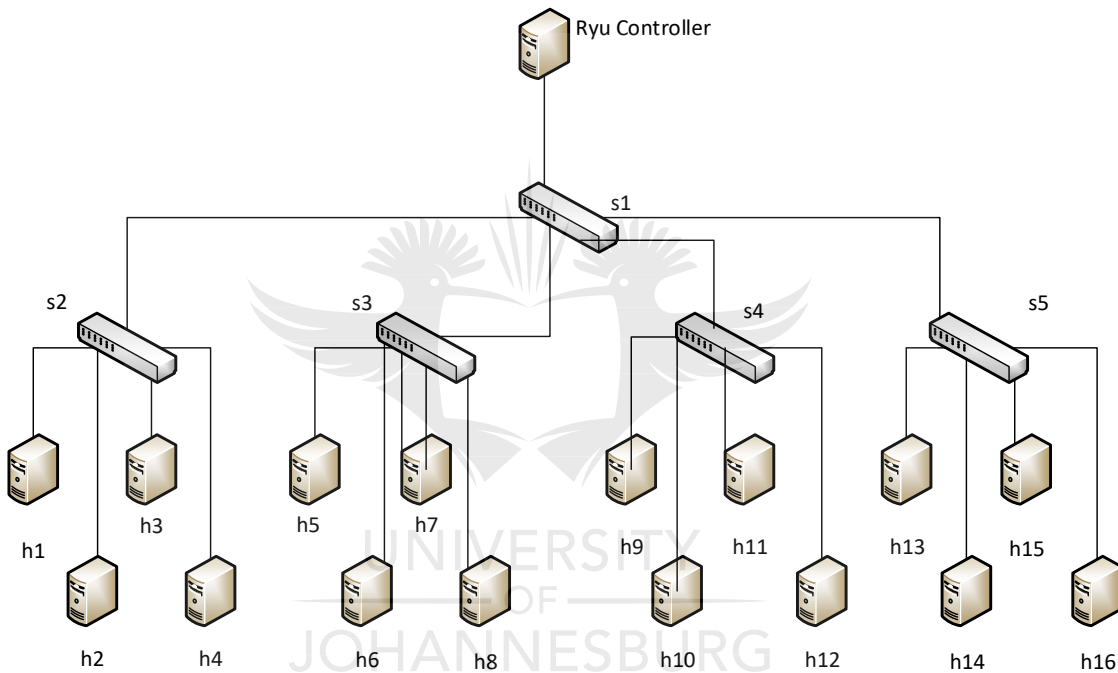 Ryu Controller
s1
s2
s3
s4
s5
h1
h3
h5
h7
h9
h11
h13
h15
h2
h4
h6
h8
h10
h12
h14
h16
UNIVERSITY
OF
JOHANNESBURG